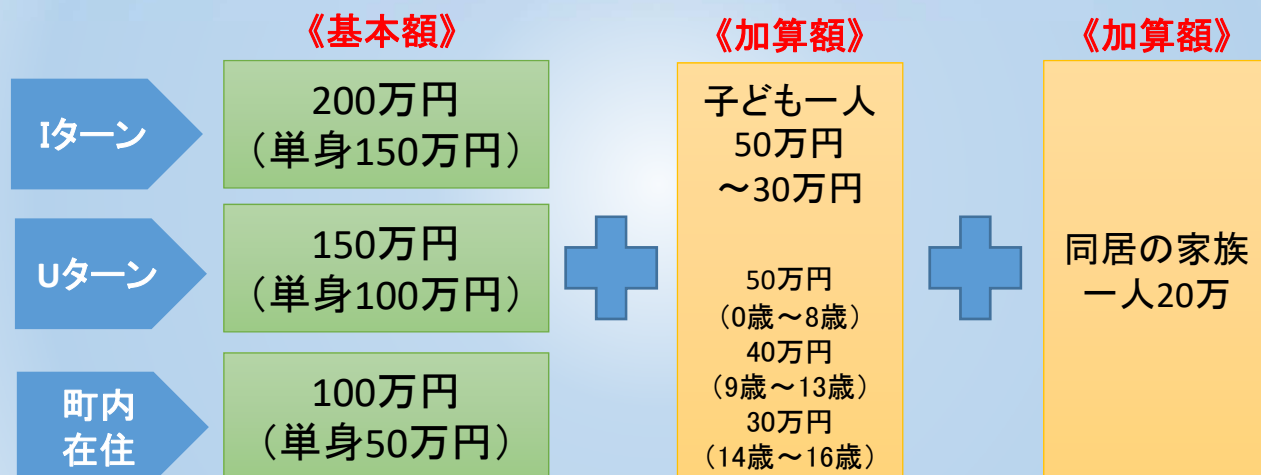 《基本額》
《加算額》
《加算額》
Iターン
200万円
（単身150万円）
Uターン
150万円
（単身100万円）
町内
在住
100万円
（単身50万円）
子ども一人
50万円
～30万円
50万円
（0歳～8歳）
40万円
（9歳～13歳）
30万円
（14歳～16歳）
同居の家族
一人20万